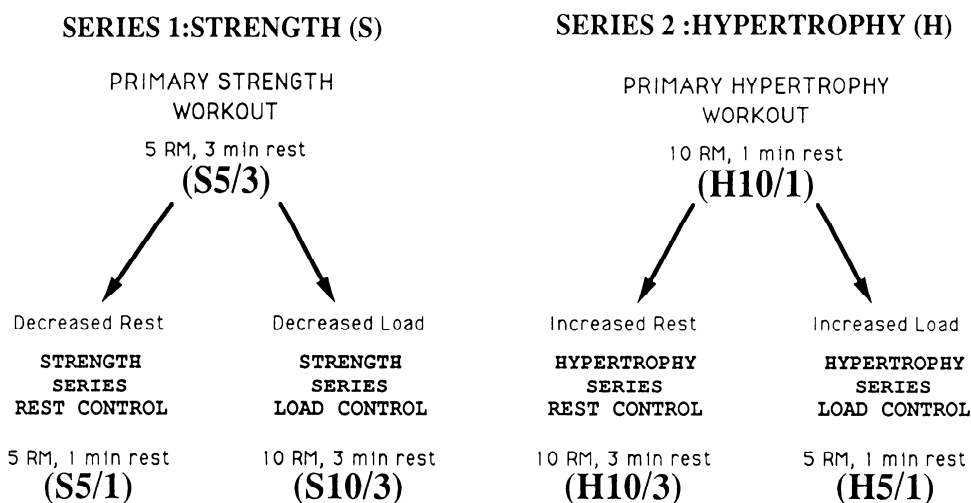 SERIES 1:STRENGTH (S)
PRIMARY STRENGTH
WORKOUT
5 RM, 3 min rest
(S5/3)
Decreased Rest
STRENGTH
SERIES
REST CONTROL
5 RM, 1 min rest
(S5/1)
Decreased Load
STRENGTH
SERIES
LOAD CONTROL
10 RM, 3 min rest
(S10/3)
SERIES 2 :HYPERTROPHY (H)
PRIMARY HYPERTROPHY
WORKOUT
10 RM, 1 min rest
(H10/1)
Increased Rest
HYPERTROPHY
SERIES
REST CONTROL
10 RM, 3 min rest
(H10/3)
Increased Load
HYPERTROPHY
SERIES
LOAD CONTROL
5 RM, 1 min rest
(H5/1)